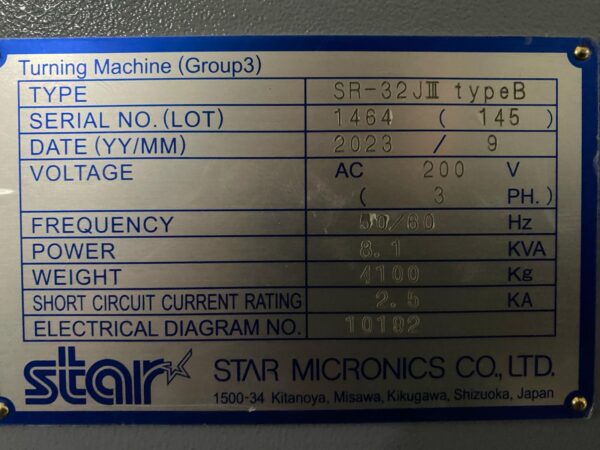 Turning Machine (Group3)
TYPE SR-32JⅢ typeB
SERIAL NO.(LOT) 1464 ( 145 )
DATE (YY/MM) 2023 / 9
VOLTAGE AC 200 V
( 3 PH. )
FREQUENCY 50/60 Hz
POWER 8.1 KVA
WEIGHT 4100 Kg
SHORT CIRCUIT CURRENT RATING 2.5 KA
ELECTRICAL DIAGRAM NO. 10192
star STAR MICRONICS CO., LTD.
1500-34 Kitanoya, Misawa, Kikugawa, Shizuoka, Japan